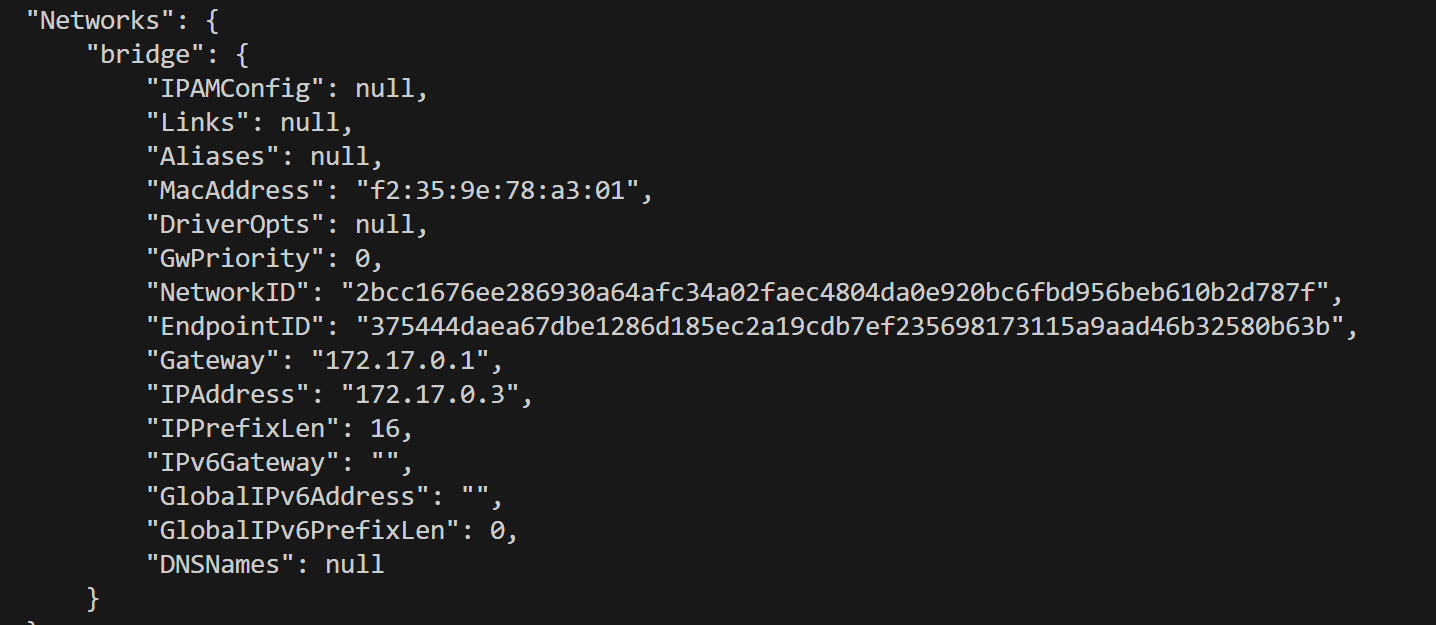 "Networks": {
"bridge": {
"IPAMConfig": null,
"Links": null,
"Aliases": null,
"MacAddress": "f2:35:9e:78:a3:01",
"DriverOpts": null,
"GwPriority": 0,
"NetworkID": "2bcc1676ee286930a64afc34a02faec4804da0e920bc6fbd956beb610b2d787f",
"EndpointID": "375444daea67dbe1286d185ec2a19cdb7ef235698173115a9aad46b32580b63b",
"Gateway": "172.17.0.1",
"IPAddress": "172.17.0.3",
"IPPrefixLen": 16,
"IPv6Gateway": "",
"GlobalIPv6Address": "",
"GlobalIPv6PrefixLen": 0,
"DNSNames": null
}
}